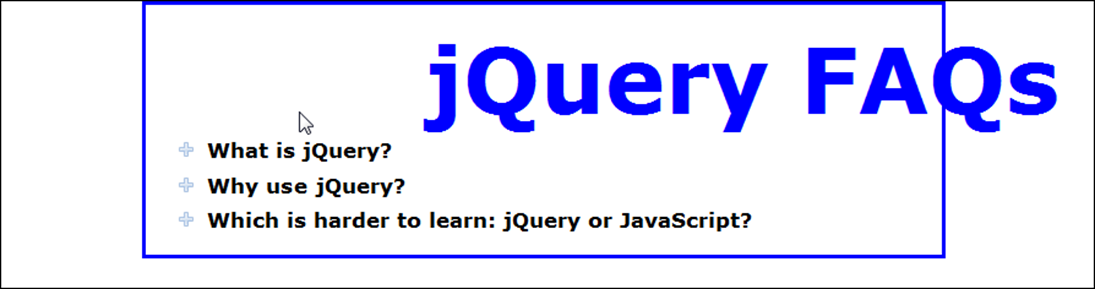 jQuery FAQs
What is jQuery?
Why use jQuery?
Which is harder to learn: jQuery or JavaScript?